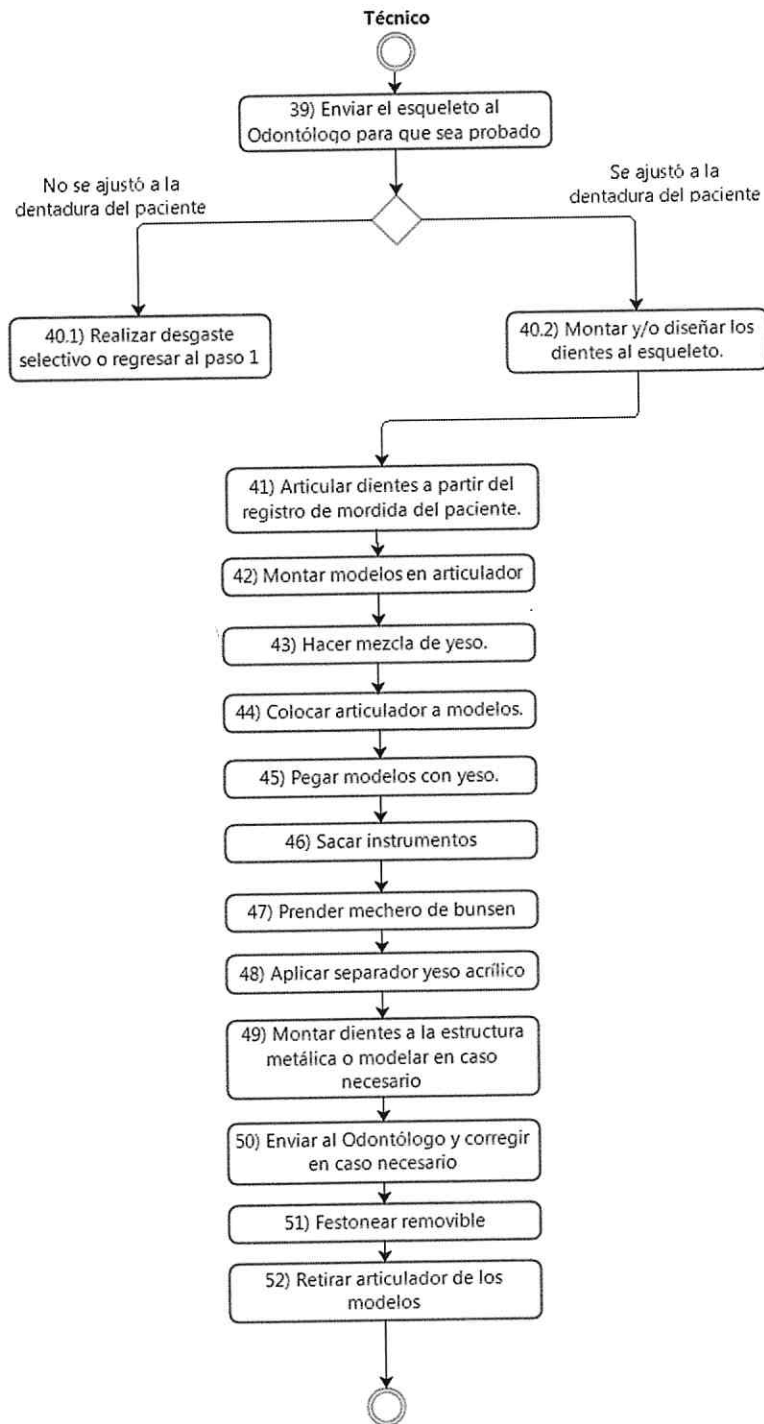 Técnico
39) Enviar el esqueleto al
Odontólogo para que sea probado
No se ajustó a la
dentadura del paciente
Se ajustó a la
dentadura del paciente
40.1) Realizar desgaste
selectivo o regresar al paso 1
40.2) Montar y/o diseñar los
dientes al esqueleto.
41) Articular dientes a partir del
registro de mordida del paciente.
42) Montar modelos en articulador
43) Hacer mezcla de yeso.
44) Colocar articulador a modelos.
45) Pegar modelos con yeso.
46) Sacar instrumentos
47) Prender mechero de bunsen
48) Aplicar separador yeso acrílico
49) Montar dientes a la estructura
metálica o modelar en caso
necesario
50) Enviar al Odontólogo y corregir
en caso necesario
51) Festonear removible
52) Retirar articulador de los
modelos